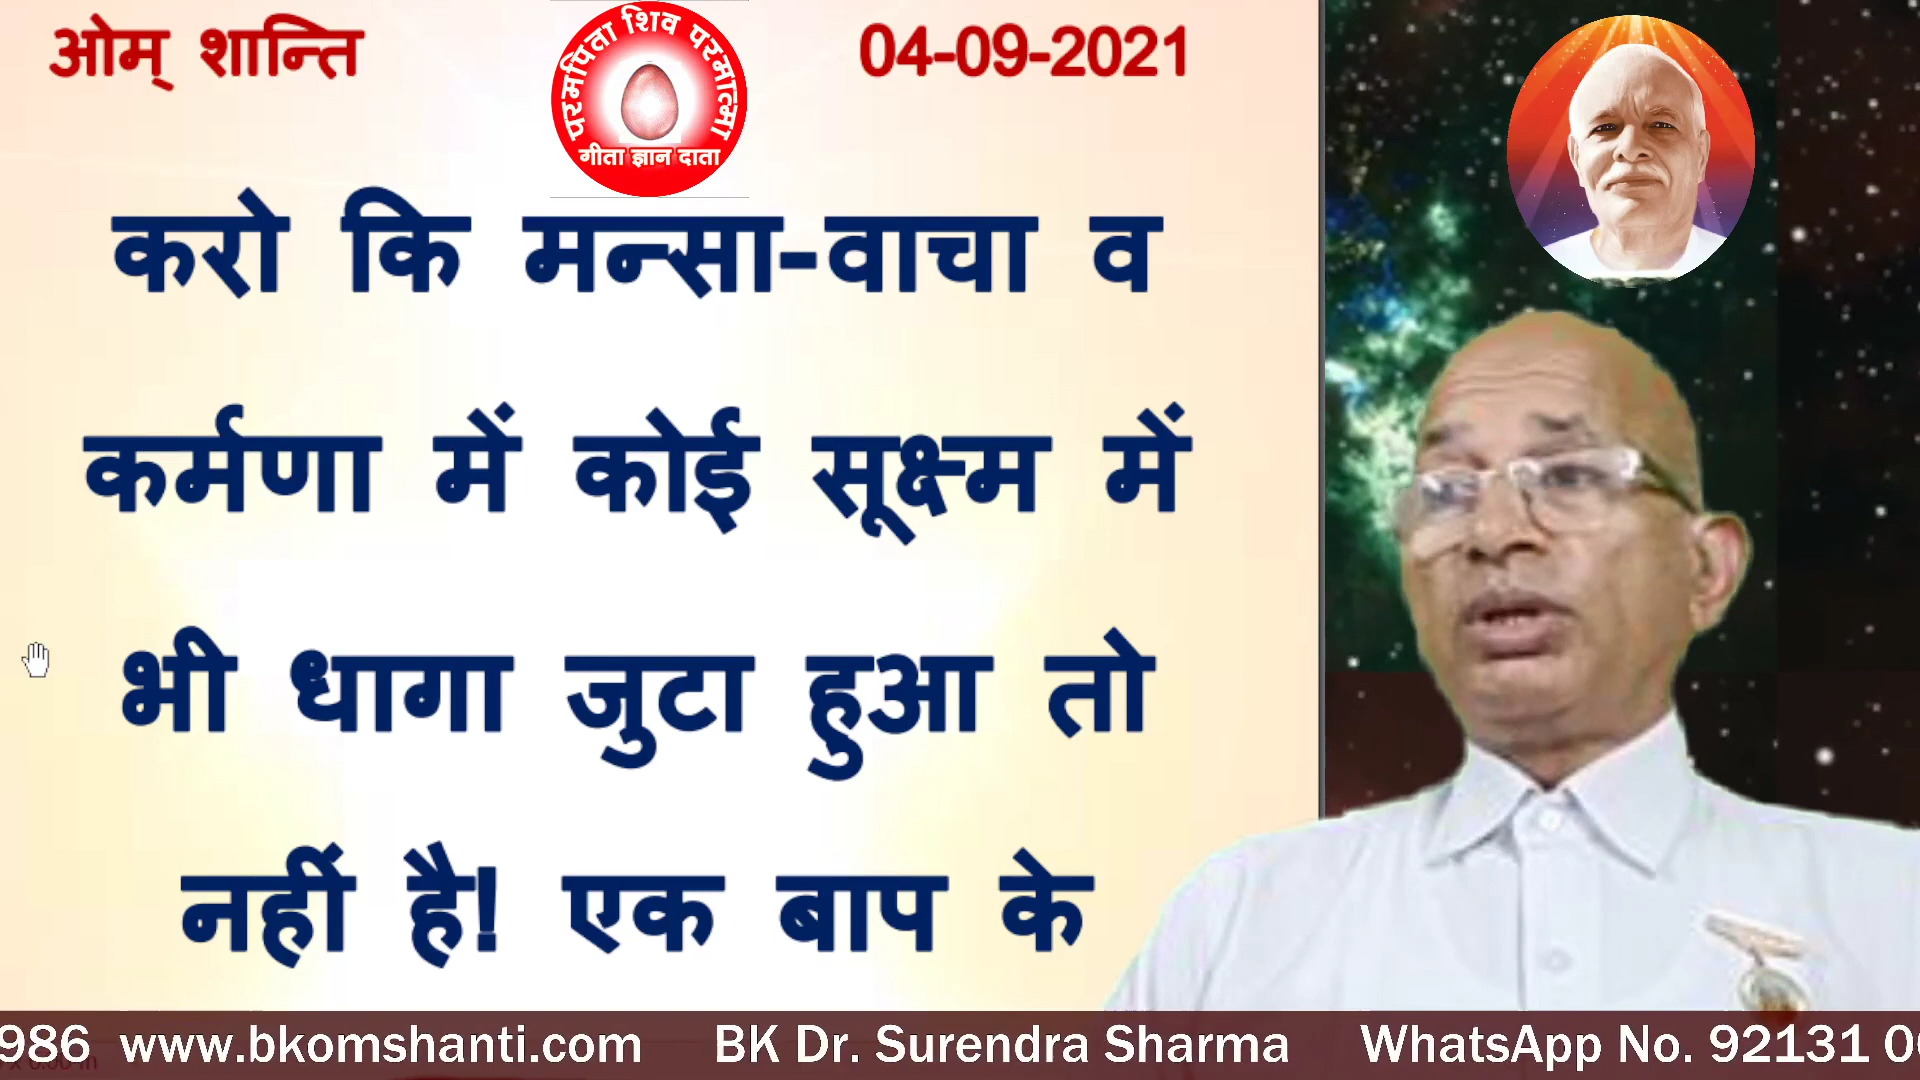 ओम् शान्ति
परमपिता शिव परमात्मा
गीता ज्ञान दाता
04-09-2021
करो कि मन्सा-वाचा व
कर्मणा में कोई सूक्ष्म में
भी धागा जुटा हुआ तो
नहीं है! एक बाप के
986 www.bkomshanti.com BK Dr. Surendra Sharma WhatsApp No. 92131